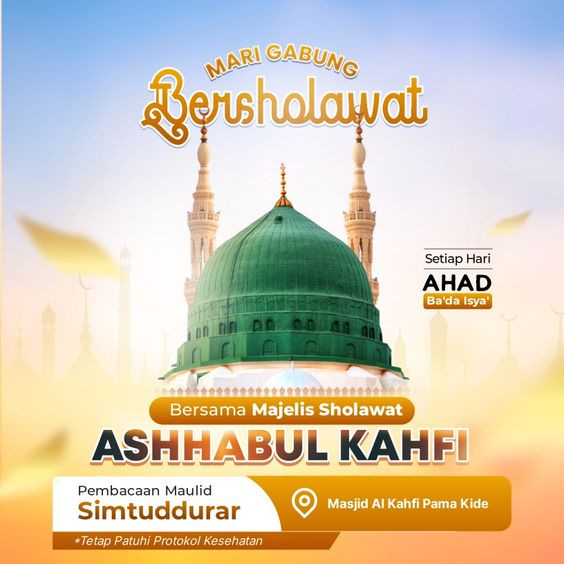 MARI GABUNG
Bersholawat
Setiap Hari
AHAD
Ba'da Isya'
Bersama Majelis Sholawat
ASHHABUL KAHFI
Pembacaan Maulid
Simtuddurar
Masjid Al Kahfi Pama Kide
*Tetap Patuhi Protokol Kesehatan